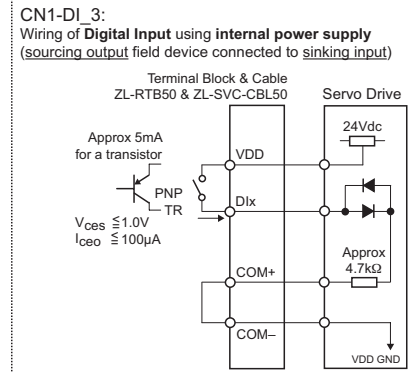 CN1-DI_3:
Wiring of Digital Input using internal power supply
(sourcing output field device connected to sinking input)
Terminal Block & Cable
ZL-RTB50 & ZL-SVC-CBL50
Servo Drive
24Vdc
Approx 5mA
for a transistor
VDD
PNP
TR
DIx
Vces ≦1.0V
Iceo ≦100µA
Approx
4.7kΩ
COM+
COM–
VDD GND